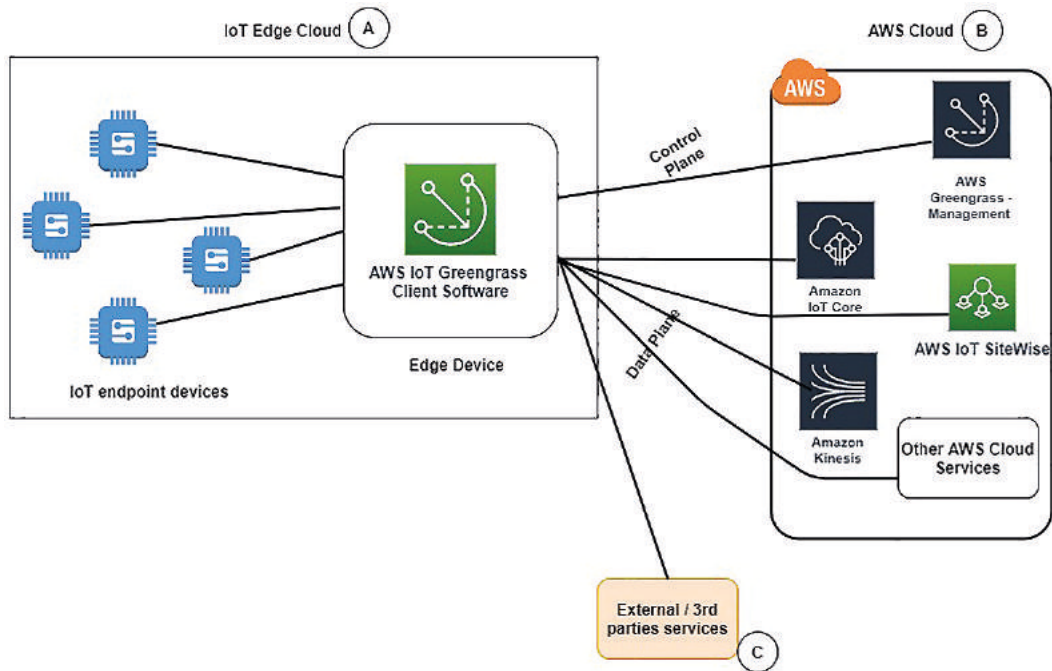 IoT Edge Cloud
A
AWS Cloud
B
AWS
Control
Plane
AWS
Greengrass -
Management
AWS IoT Greengrass
Client Software
Edge Device
IoT endpoint devices
Amazon
IoT Core
AWS IoT SiteWise
Data Plane
Amazon
Kinesis
Other AWS Cloud
Services
External / 3rd
parties services
C